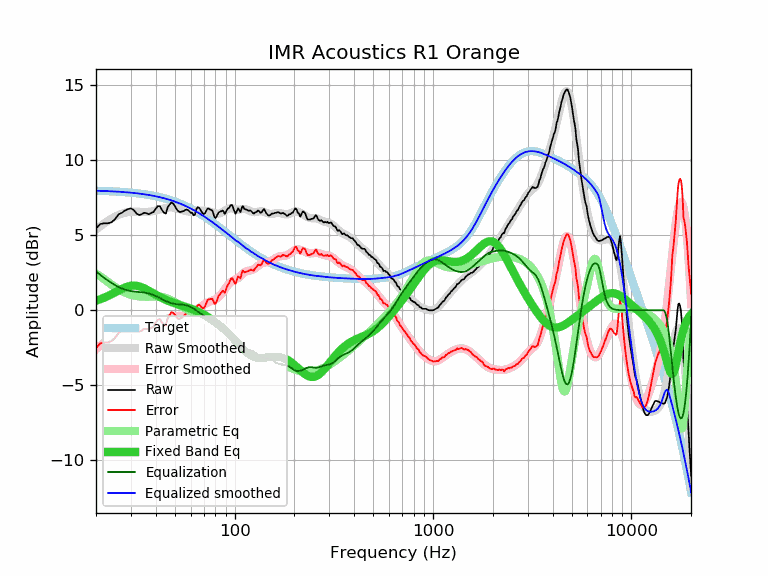 IMR Acoustics R1 Orange
15
10
5
0
−5
−10
Amplitude (dBr)
Target
Raw Smoothed
Error Smoothed
Raw
Error
Parametric Eq
Fixed Band Eq
Equalization
Equalized smoothed
100
1000
10000
Frequency (Hz)